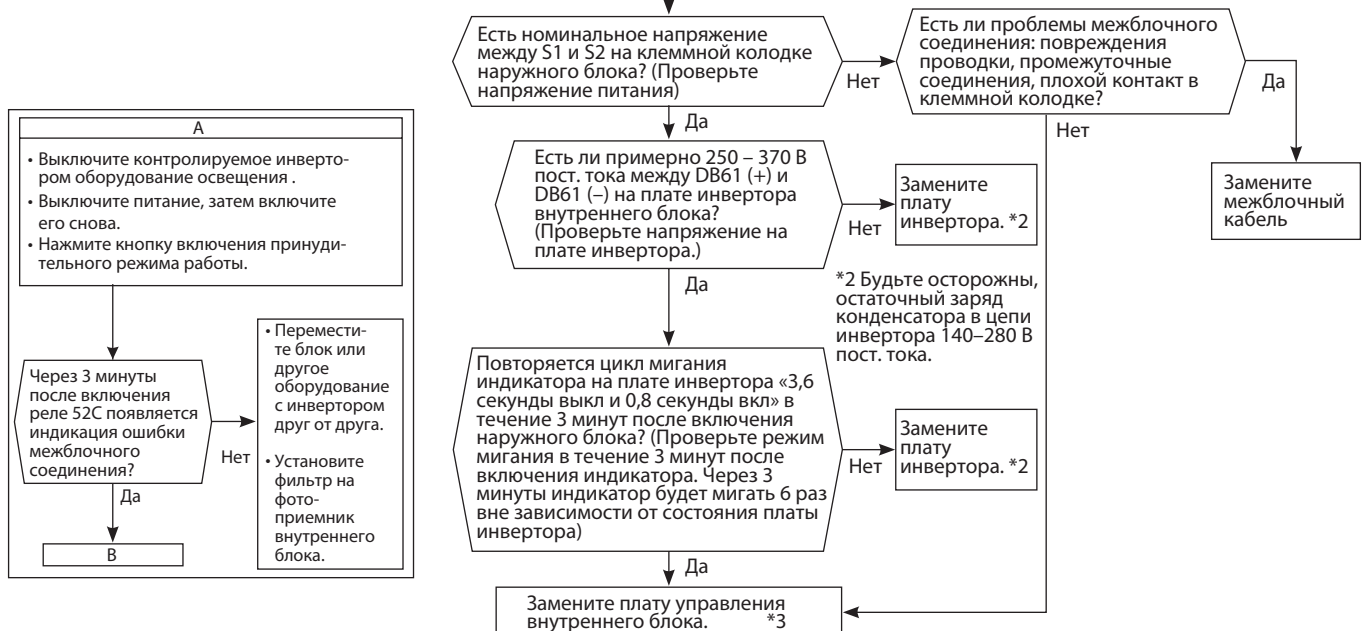 Есть номинальное напряжение
между S1 и S2 на клеммной колодке
наружного блока? (Проверьте
напряжение питания)
Нет
Да
Есть ли проблемы межблочного
соединения: повреждения
проводки, промежуточные
соединения, плохой контакт в
клеммной колодке?
Да
Нет
Замените
межблочный
кабель
Есть ли примерно 250 – 370 В
пост. тока между DB61 (+) и
DB61 (–) на плате инвертора
внутреннего блока?
(Проверьте напряжение на
плате инвертора.)
Нет
Да
Замените
плату
инвертора. *2
*2 Будьте осторожны,
остаточный заряд
конденсатора в цепи
инвертора 140–280 В
пост. тока.
Повторяется цикл мигания
индикатора на плате инвертора «3,6
секунды выкл и 0,8 секунды вкл» в
течение 3 минут после включения
наружного блока? (Проверьте режим
мигания в течение 3 минут после
включения индикатора. Через 3
минуты индикатор будет мигать 6 раз
вне зависимости от состояния платы
инвертора)
Нет
Да
Замените
плату
инвертора. *2
Замените плату управления
внутреннего блока. *3
A
• Выключите контролируемое инверто-
ром оборудование освещения .
• Выключите питание, затем включите
его снова.
• Нажмите кнопку включения принуди-
тельного режима работы.
Через 3 минуты
после включения
реле 52C появляется
индикация ошибки
межблочного
соединения?
Нет
Да
B
• Перемести-
те блок или
другое
оборудование
с инвертором
друг от друга.
• Установите
фильтр на
фото-
приемник
внутреннего
блока.